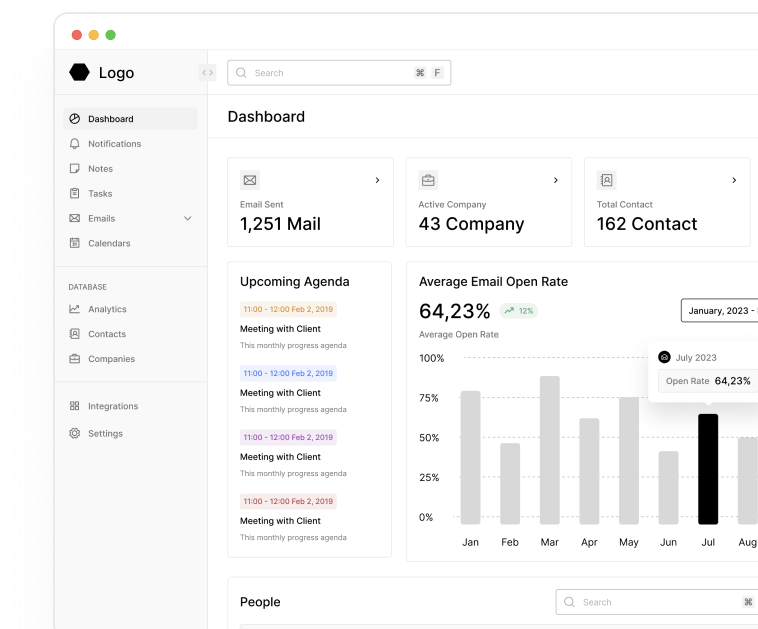 Logo
Search
⌘ F
Dashboard
Notifications
Notes
Tasks
Emails
Calendars
DATABASE
Analytics
Contacts
Companies
Integrations
Settings
Dashboard
Email Sent
1,251 Mail
Active Company
43 Company
Total Contact
162 Contact
Upcoming Agenda
11:00 - 12:00 Feb 2, 2019
Meeting with Client
This monthly progress agenda
11:00 - 12:00 Feb 2, 2019
Meeting with Client
This monthly progress agenda
11:00 - 12:00 Feb 2, 2019
Meeting with Client
This monthly progress agenda
11:00 - 12:00 Feb 2, 2019
Meeting with Client
This monthly progress agenda
Average Email Open Rate
64,23%
12%
January, 2023 -
Average Open Rate
July 2023
Open Rate 64,23%
100%
75%
50%
25%
0%
Jan Feb Mar Apr May Jun Jul Aug
People
Search
⌘